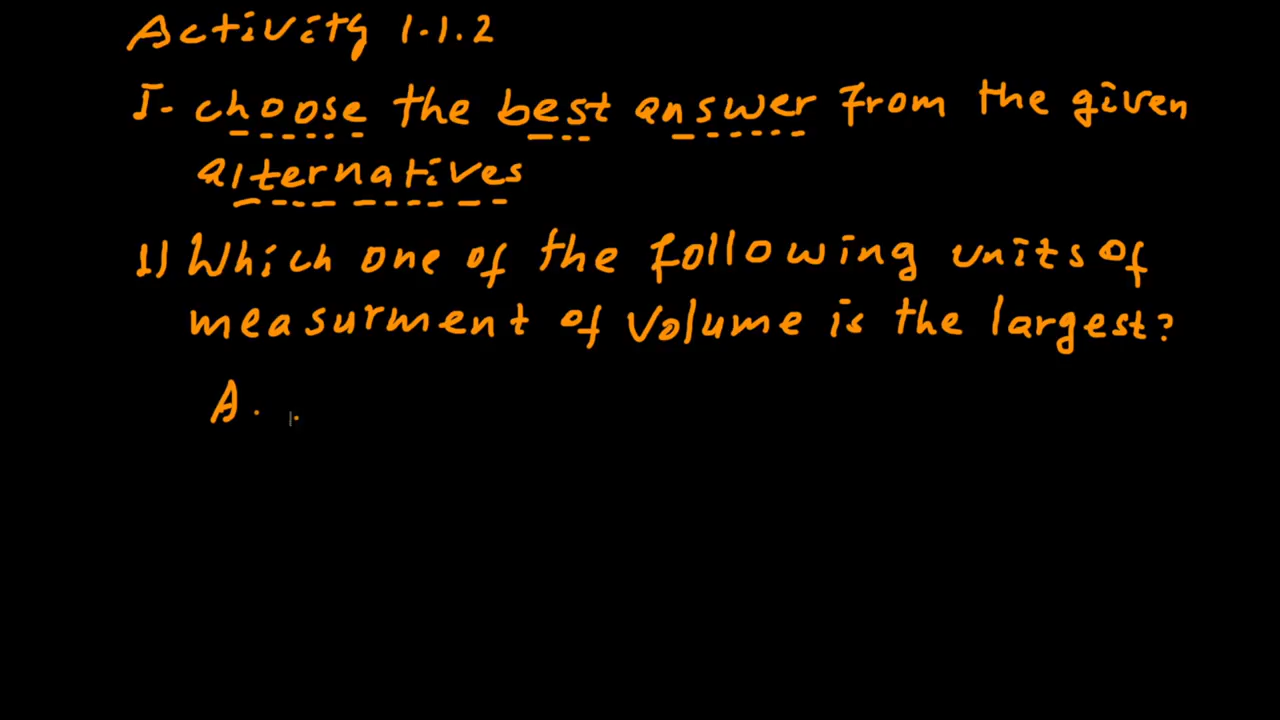 Activity 1.1.2
I- choose the best answer from the given
alternatives
1) Which one of the following units of
measurment of volume is the largest?
A. .